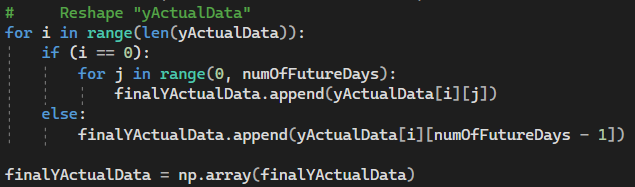 #     Reshape "yActualData"
for i in range(len(yActualData)):
    if (i == 0):
        for j in range(0, numOfFutureDays):
            finalYActualData.append(yActualData[i][j])
    else:
        finalYActualData.append(yActualData[i][numOfFutureDays - 1])
finalYActualData = np.array(finalYActualData)